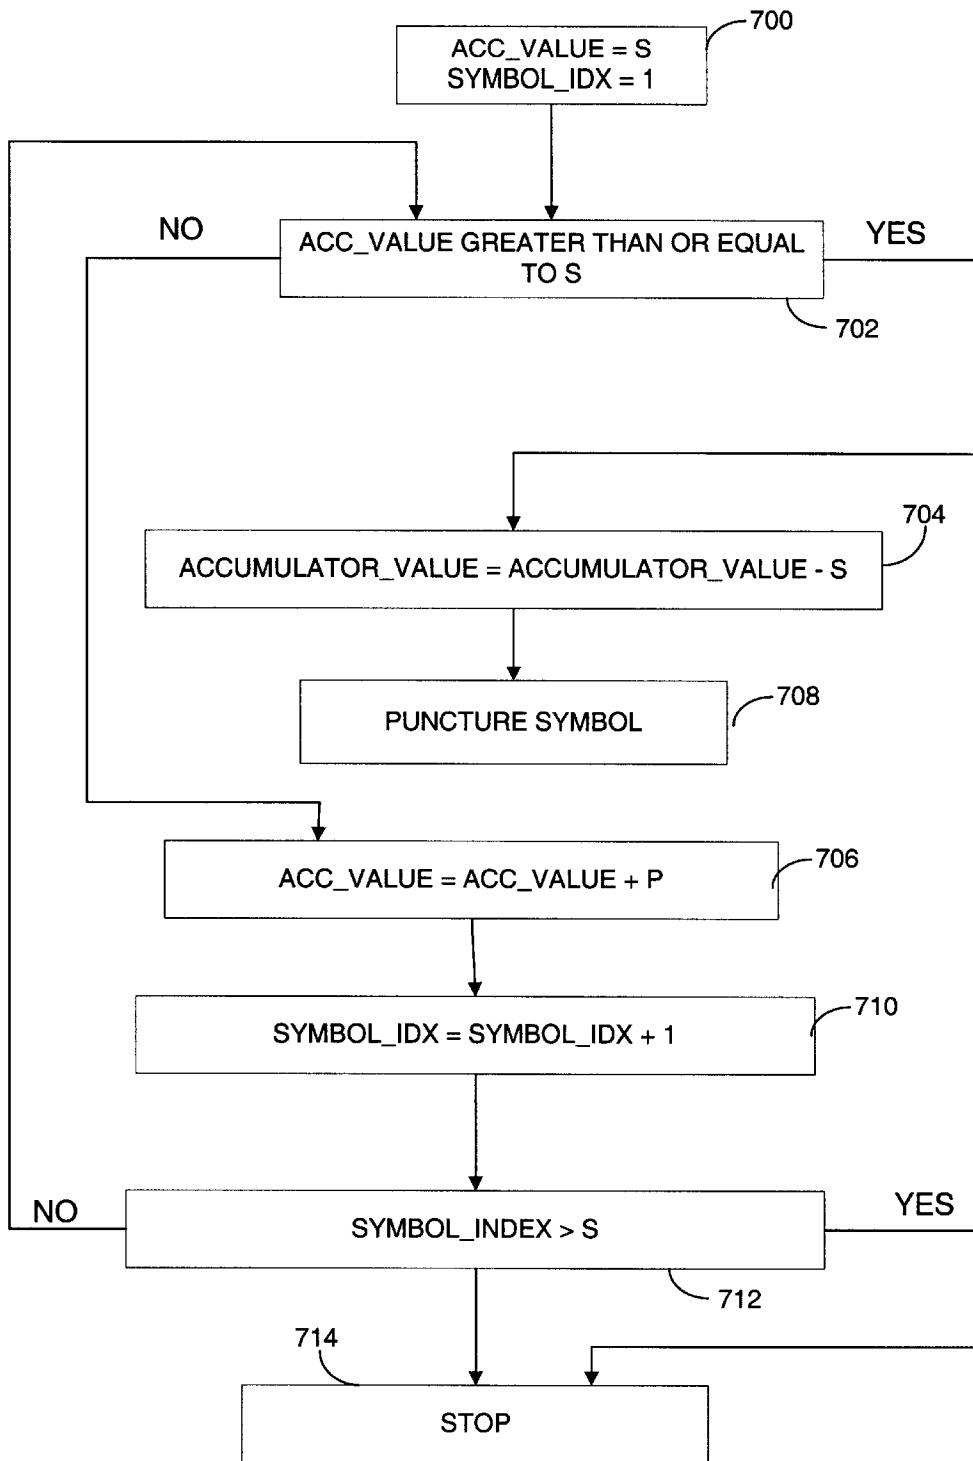 700
ACC_VALUE = S
SYMBOL_IDX = 1
NO
YES
ACC_VALUE GREATER THAN OR EQUAL
TO S
702
704
ACCUMULATOR_VALUE = ACCUMULATOR_VALUE - S
708
PUNCTURE SYMBOL
706
ACC_VALUE = ACC_VALUE + P
710
SYMBOL_IDX = SYMBOL_IDX + 1
NO
YES
SYMBOL_INDEX > S
712
714
STOP